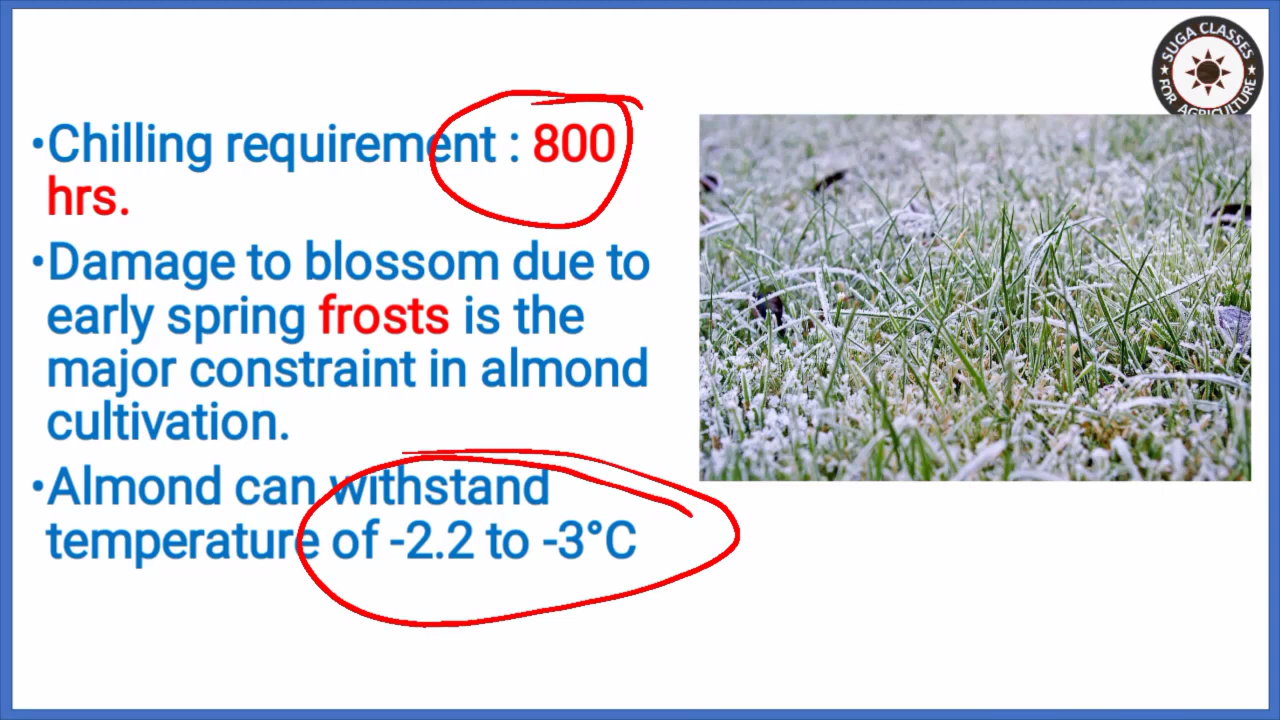 •Chilling requirement : 800
hrs.
•Damage to blossom due to
early spring frosts is the
major constraint in almond
cultivation.
•Almond can withstand
temperature of -2.2 to -3°C
SUGA CLASSES
FOR AGRICULTURE